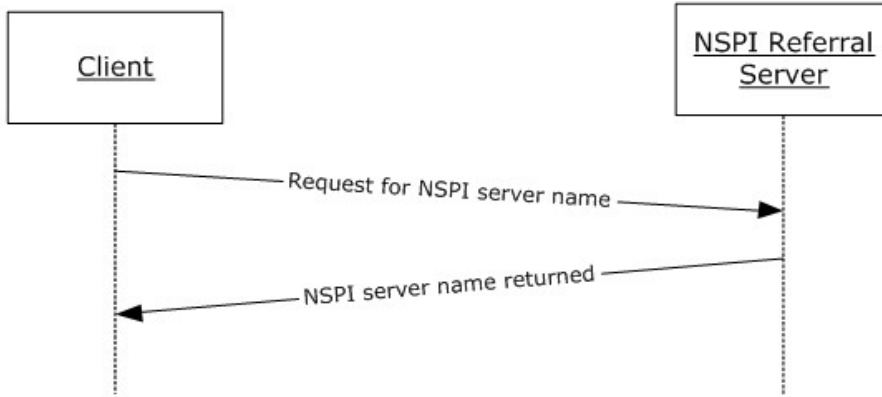 Client
NSPI Referral
Server
Request for NSPI server name
NSPI server name returned